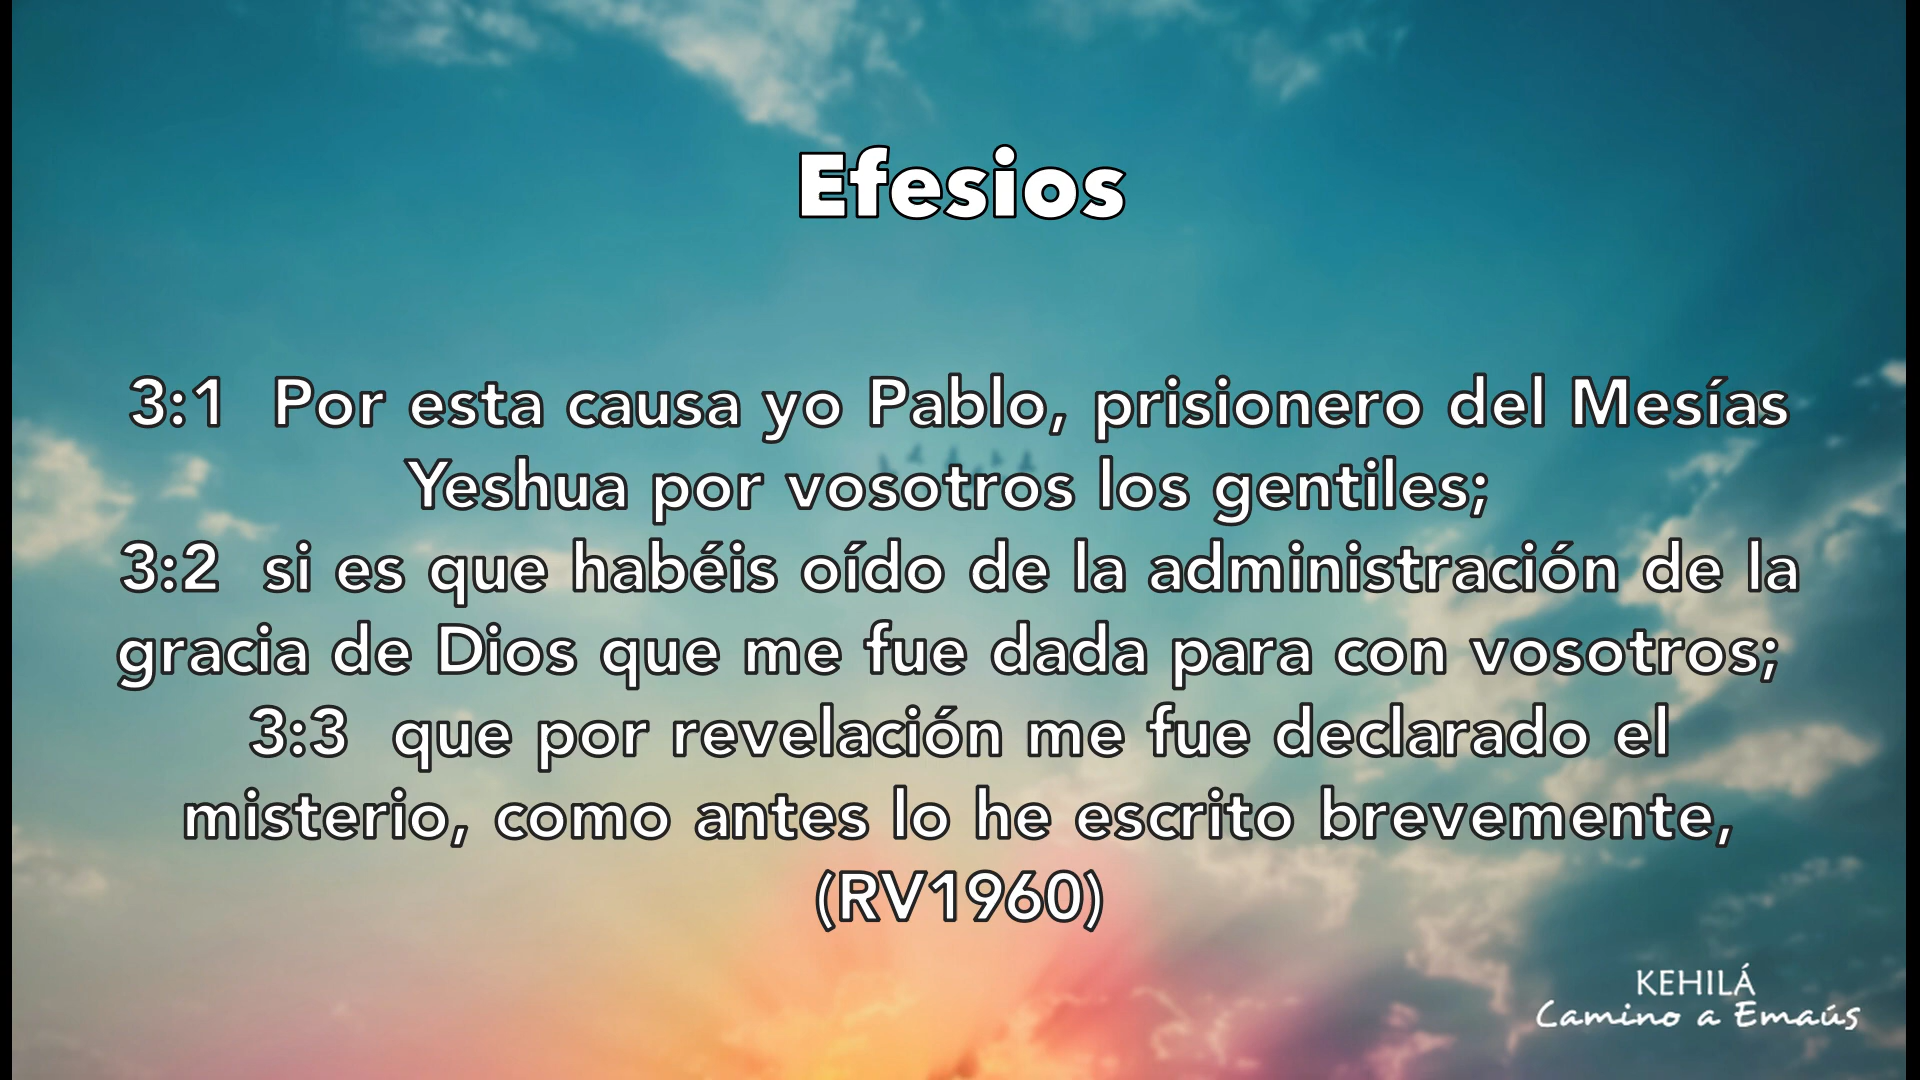 Efesios
3:1 Por esta causa yo Pablo, prisionero del Mesías
Yeshua por vosotros los gentiles;
3:2 si es que habéis oído de la administración de la
gracia de Dios que me fue dada para con vosotros;
3:3 que por revelación me fue declarado el
misterio, como antes lo he escrito brevemente,
(RV1960)
KEHILÁ
Camino a Emaús